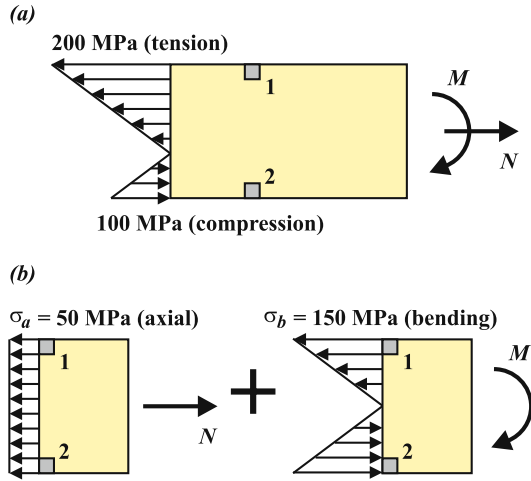 (a)
200 MPa (tension)
1
M
N
2
100 MPa (compression)
(b)
σa = 50 MPa (axial)
σb = 150 MPa (bending)
1
1
M
N
2
2